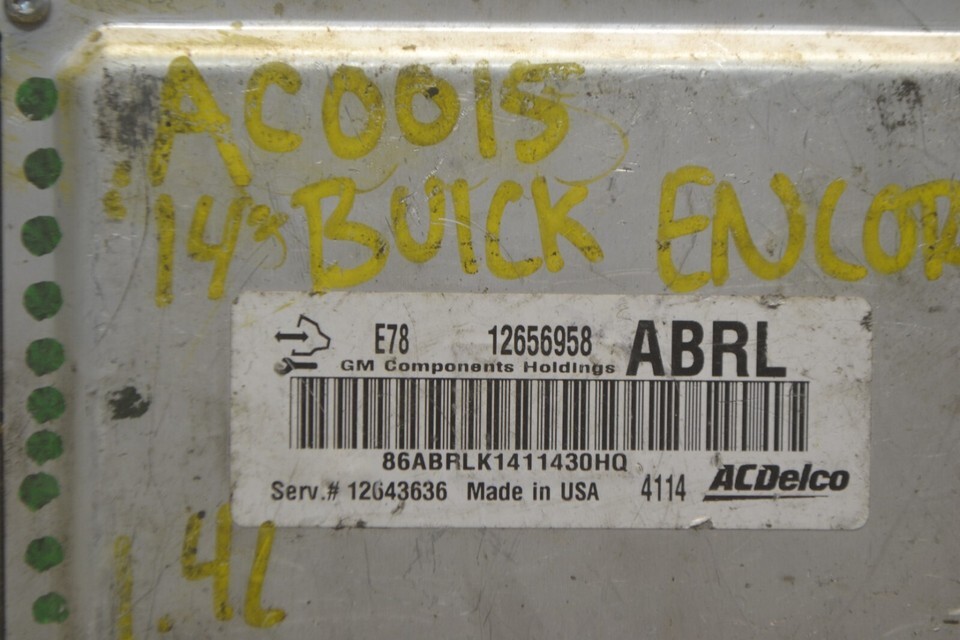 AC0015
'14 BUICK ENCOR
E78 12656958 ABRL
GM Components Holdings
86ABRLK1411430HQ
Serv.# 12643636 Made in USA 4114 ACDelco
1.4L